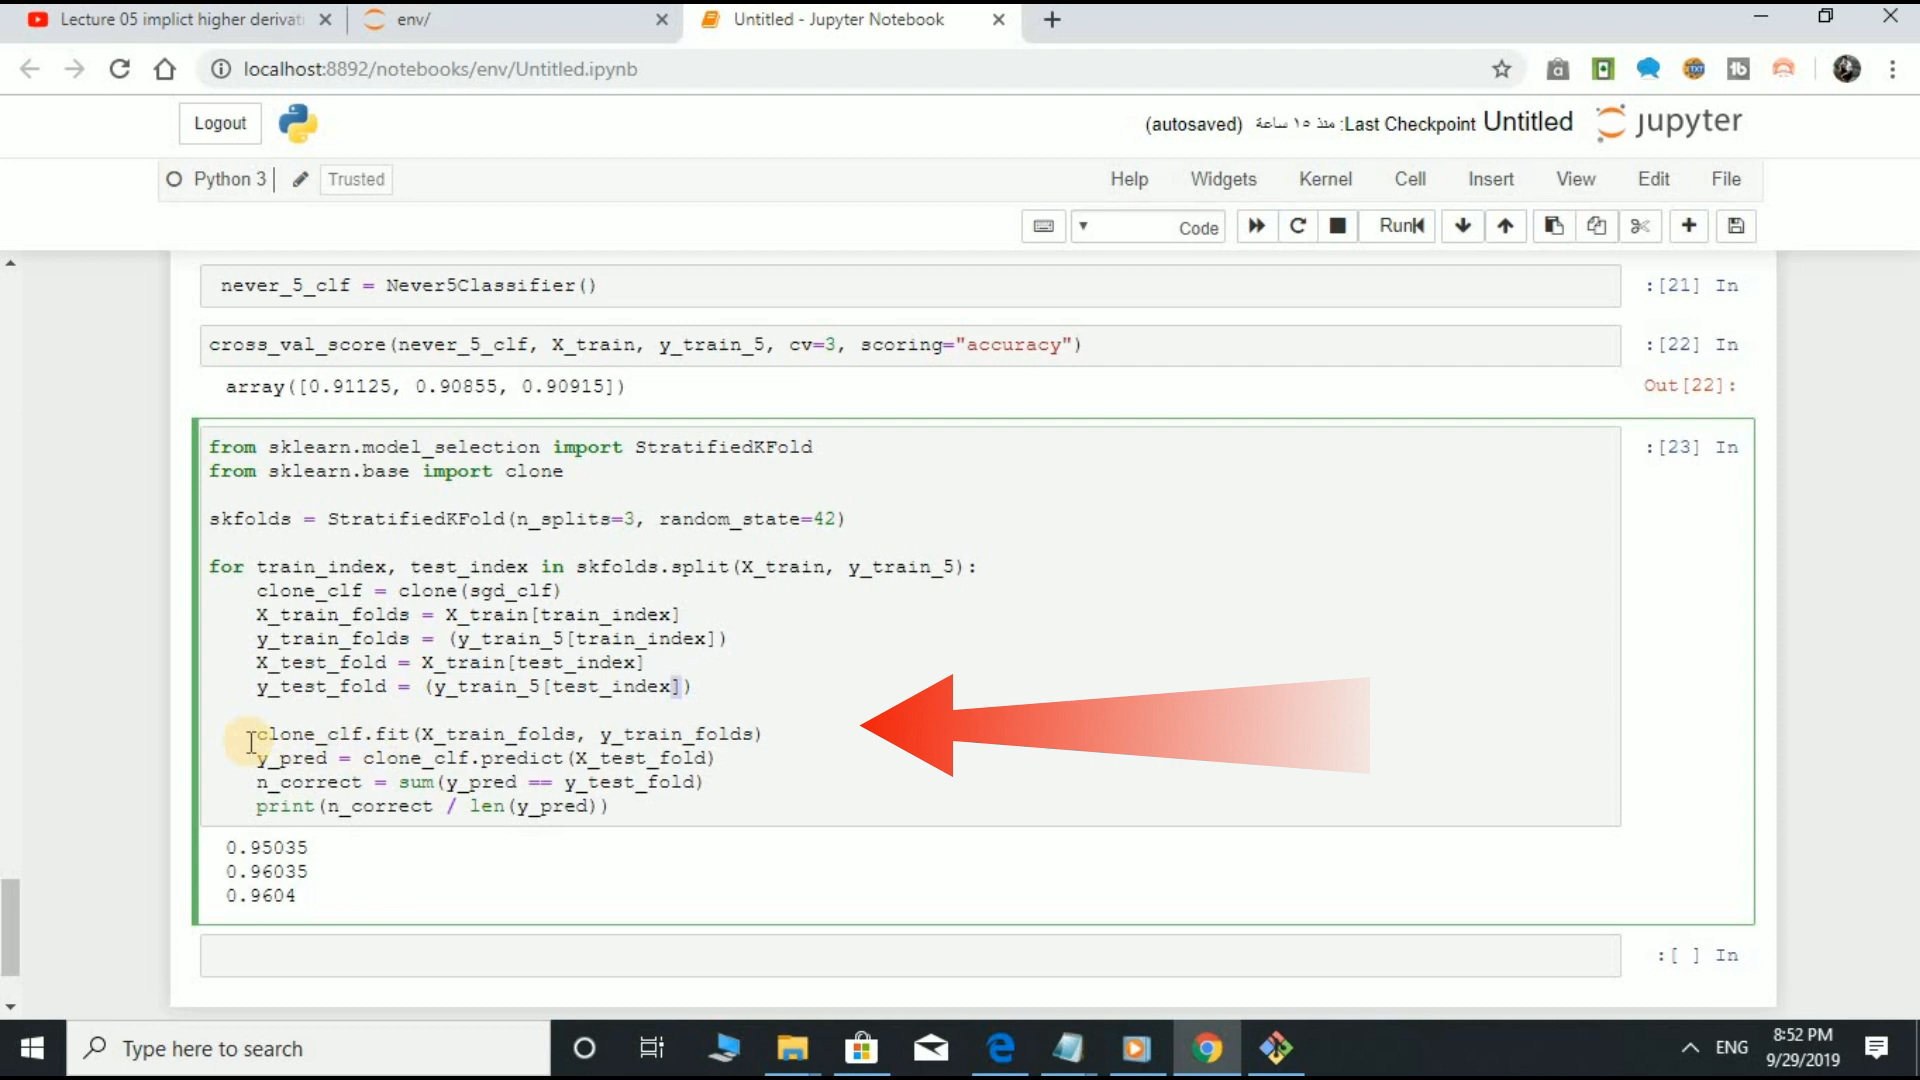 Lecture 05 implict higher derivati
env/
Untitled - Jupyter Notebook
localhost:8892/notebooks/env/Untitled.ipynb
Logout
(autosaved) منذ ١٥ ساعة :Last Checkpoint Untitled jupyter
Python 3 Trusted Help Widgets Kernel Cell Insert View Edit File
Code Run
never_5_clf = Never5Classifier() :[21] In
cross_val_score(never_5_clf, X_train, y_train_5, cv=3, scoring="accuracy") :[22] In
array([0.91125, 0.90855, 0.90915]) Out[22]:
from sklearn.model_selection import StratifiedKFold :[23] In
from sklearn.base import clone
skfolds = StratifiedKFold(n_splits=3, random_state=42)
for train_index, test_index in skfolds.split(X_train, y_train_5):
clone_clf = clone(sgd_clf)
X_train_folds = X_train[train_index]
y_train_folds = (y_train_5[train_index])
X_test_fold = X_train[test_index]
y_test_fold = (y_train_5[test_index])
clone_clf.fit(X_train_folds, y_train_folds)
y_pred = clone_clf.predict(X_test_fold)
n_correct = sum(y_pred == y_test_fold)
print(n_correct / len(y_pred))
0.95035
0.96035
0.9604
:[ ] In
Type here to search
ENG
8:52 PM
9/29/2019